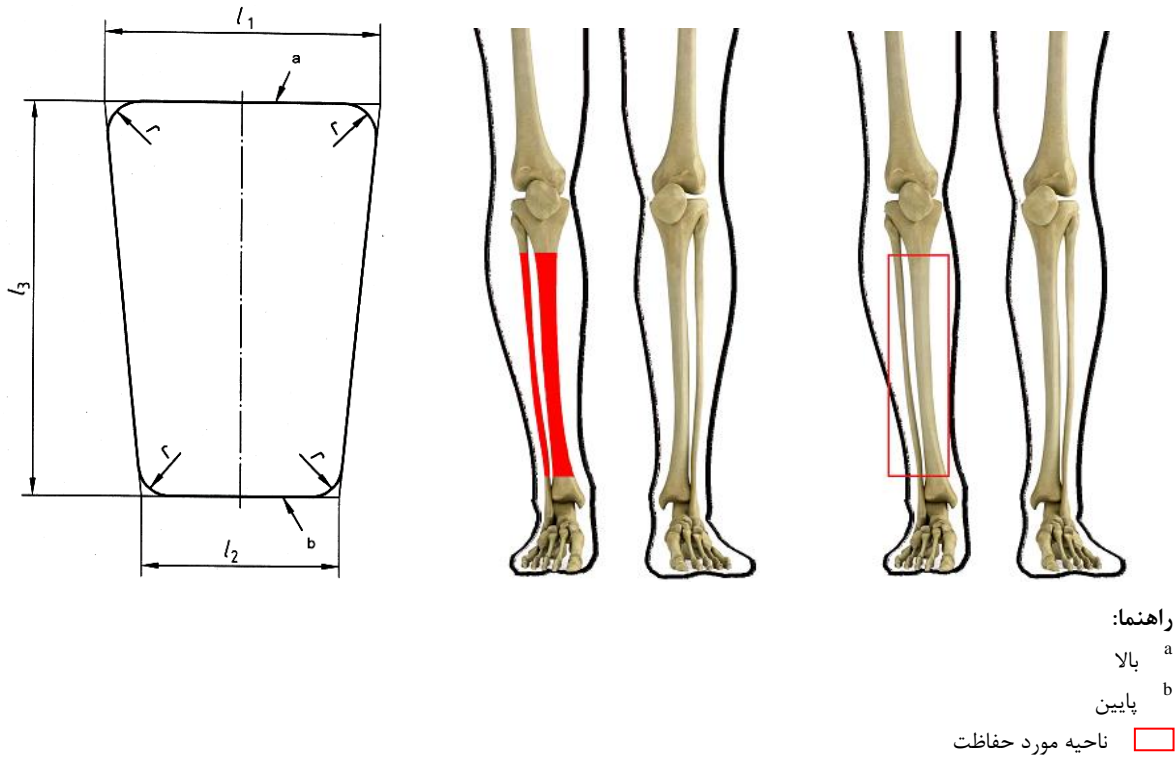 l1
a
r r
l3
r r
l2
b
راهنما:
a بالا
b پایین
ناحیه مورد حفاظت